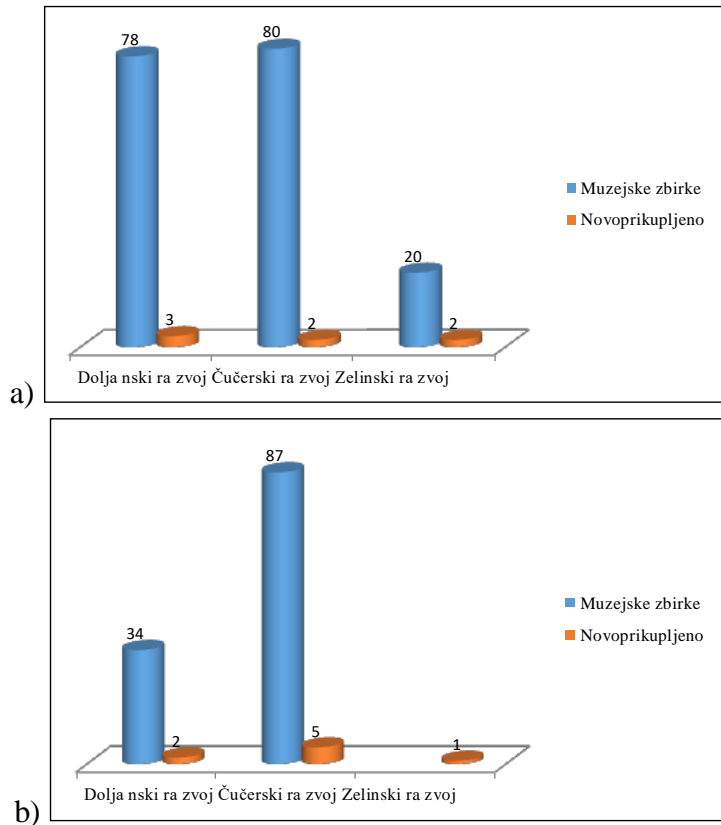 78
80
20
3
2
2
Muzejske zbirke
Novoprikupljeno
Dolja nski ra zvoj Čučerski ra zvoj Zelinski ra zvoj
a)
87
34
2
5
1
Muzejske zbirke
Novoprikupljeno
Dolja nski ra zvoj Čučerski ra zvoj Zelinski ra zvoj
b)